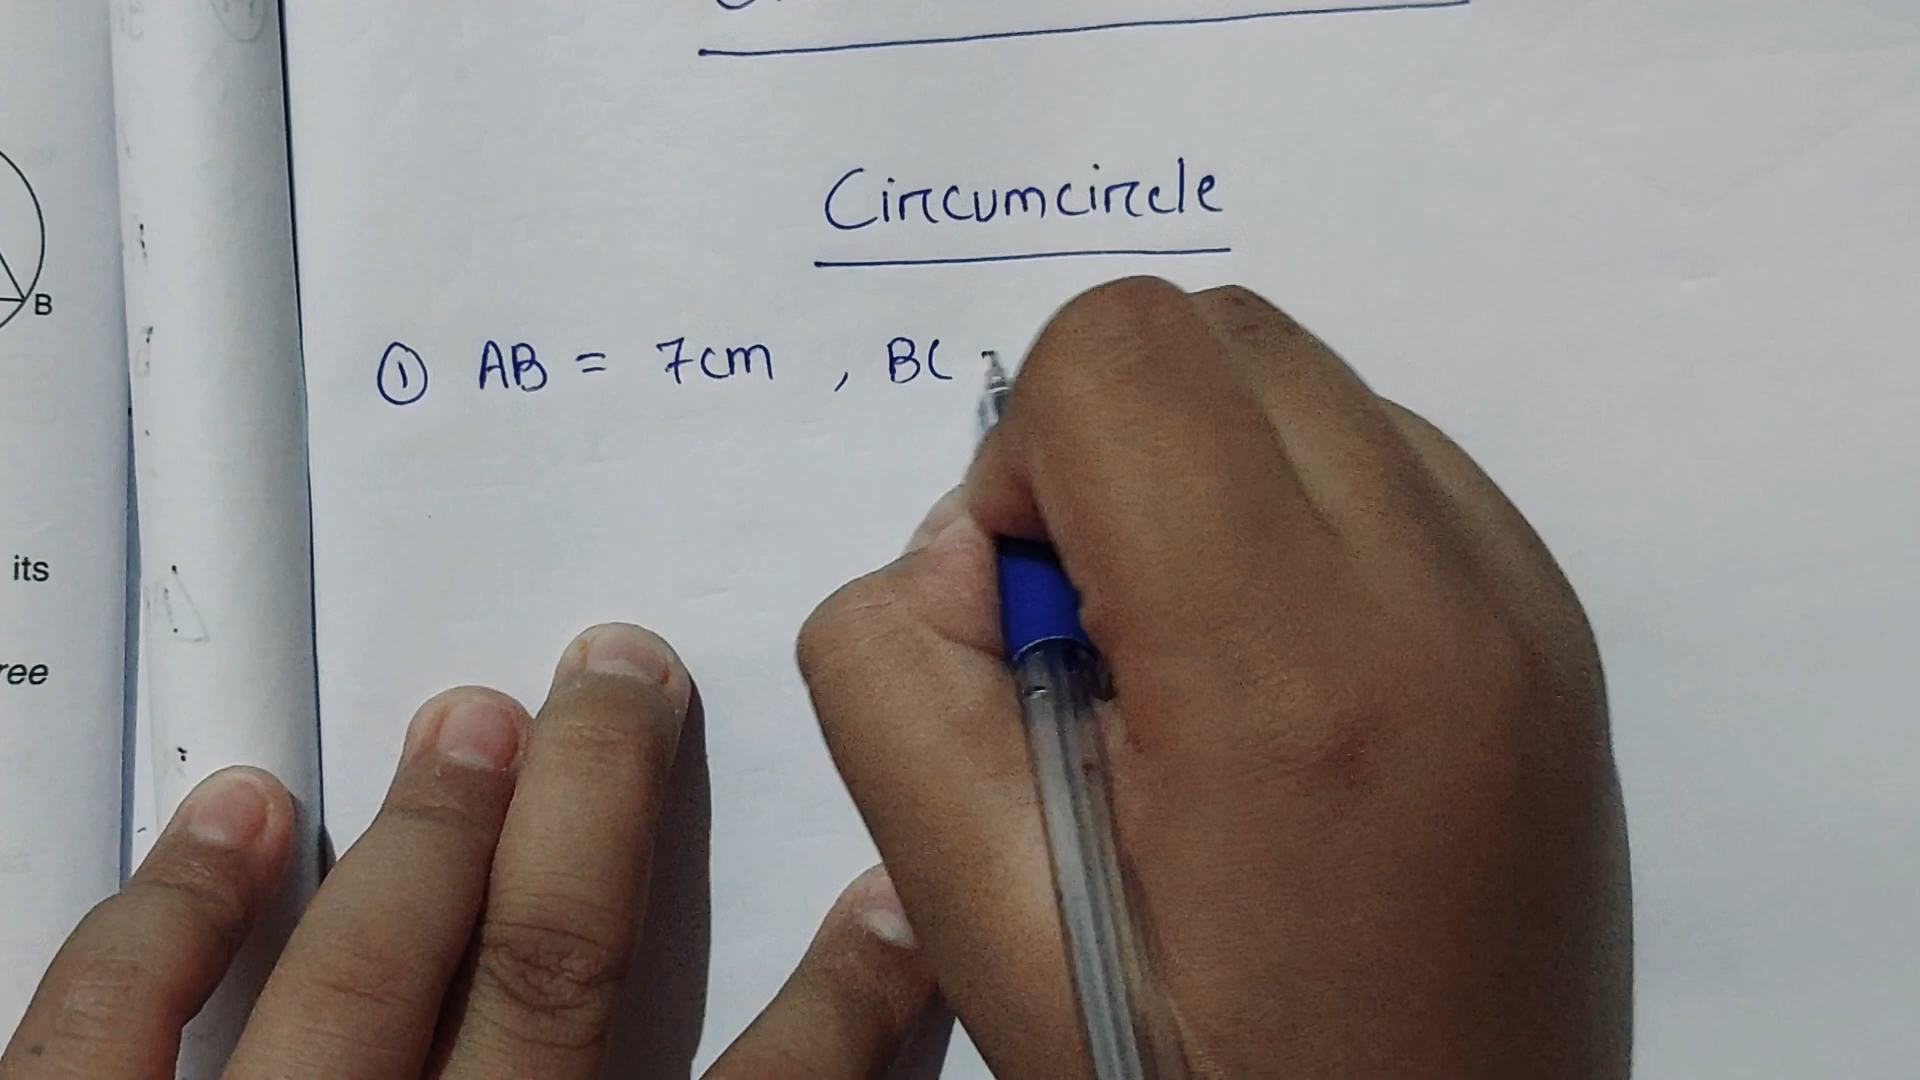 Circumcircle
B
① AB = 7cm , BC
its
ree